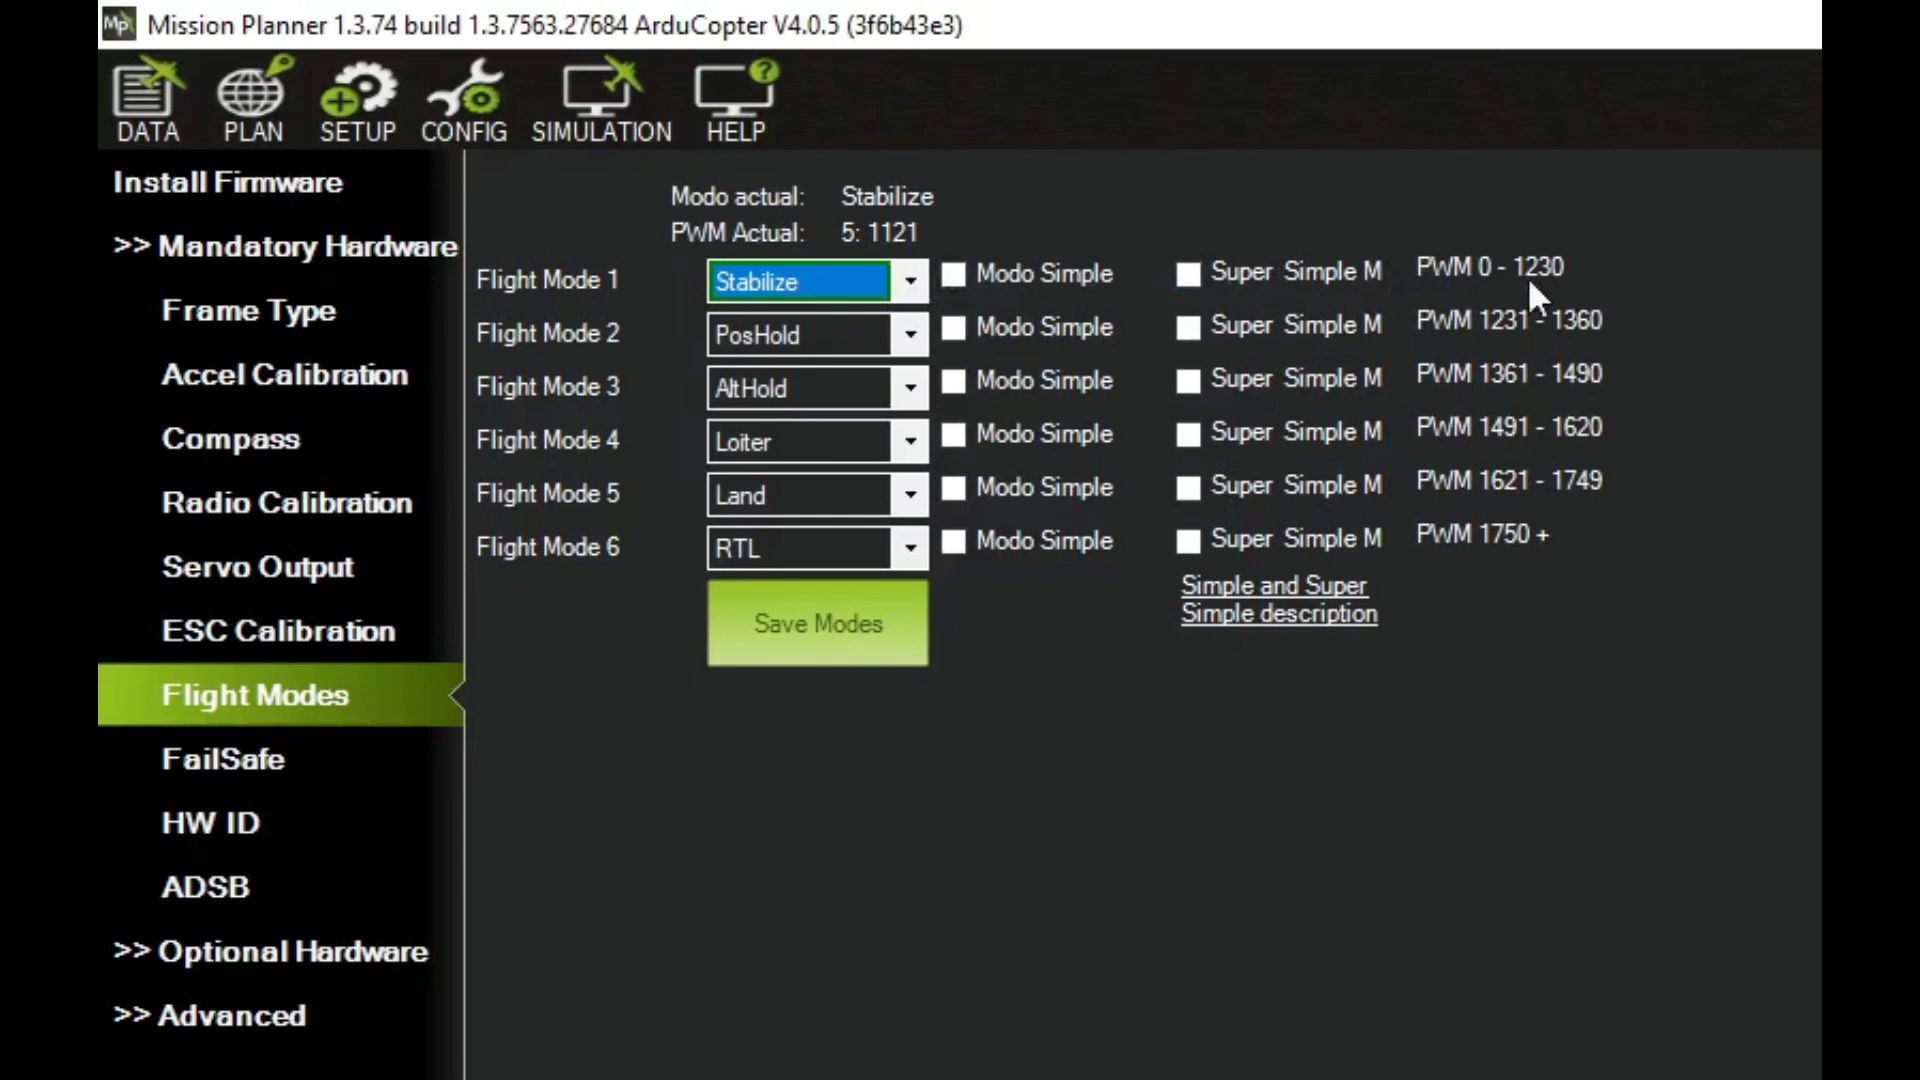 Mp
Mission Planner 1.3.74 build 1.3.7563.27684 ArduCopter V4.0.5 (3f6b43e3)
DATA PLAN SETUP CONFIG SIMULATION HELP
Install Firmware
>> Mandatory Hardware
Frame Type
Accel Calibration
Compass
Radio Calibration
Servo Output
ESC Calibration
Flight Modes
FailSafe
HW ID
ADSB
>> Optional Hardware
>> Advanced
Modo actual: Stabilize
PWM Actual: 5: 1121
Flight Mode 1 Stabilize Modo Simple Super Simple M PWM 0 - 1230
Flight Mode 2 PosHold Modo Simple Super Simple M PWM 1231 - 1360
Flight Mode 3 AltHold Modo Simple Super Simple M PWM 1361 - 1490
Flight Mode 4 Loiter Modo Simple Super Simple M PWM 1491 - 1620
Flight Mode 5 Land Modo Simple Super Simple M PWM 1621 - 1749
Flight Mode 6 RTL Modo Simple Super Simple M PWM 1750 +
Save Modes
Simple and Super
Simple description